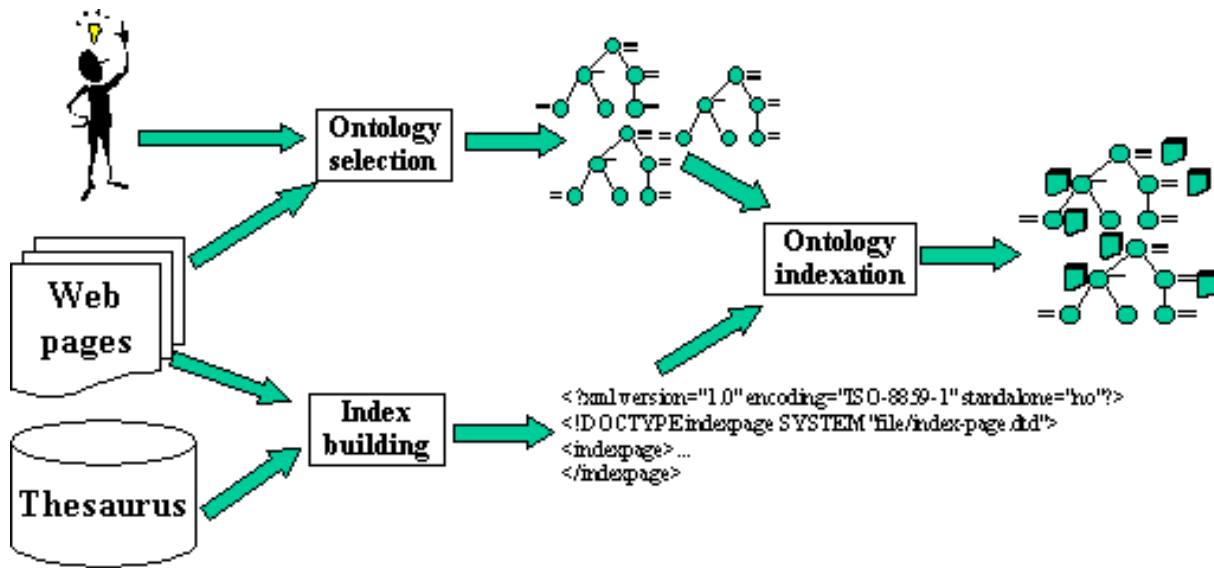 Ontology
selection
Web
pages
Ontology
indexation
Index
building
Thesaurus
<?xml version="1.0" encoding="ISO-8859-1" standalone="no"?>
<!DOCTYPE indexpage SYSTEM "file/index-page.dtd">
<indexpage>...
</indexpage>